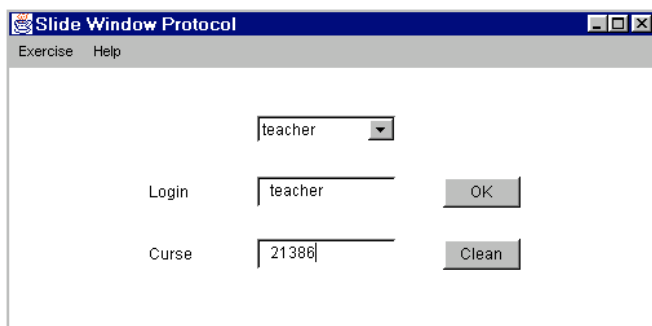 Slide Window Protocol
Exercise Help
teacher
Login teacher OK
Curse 21386 Clean